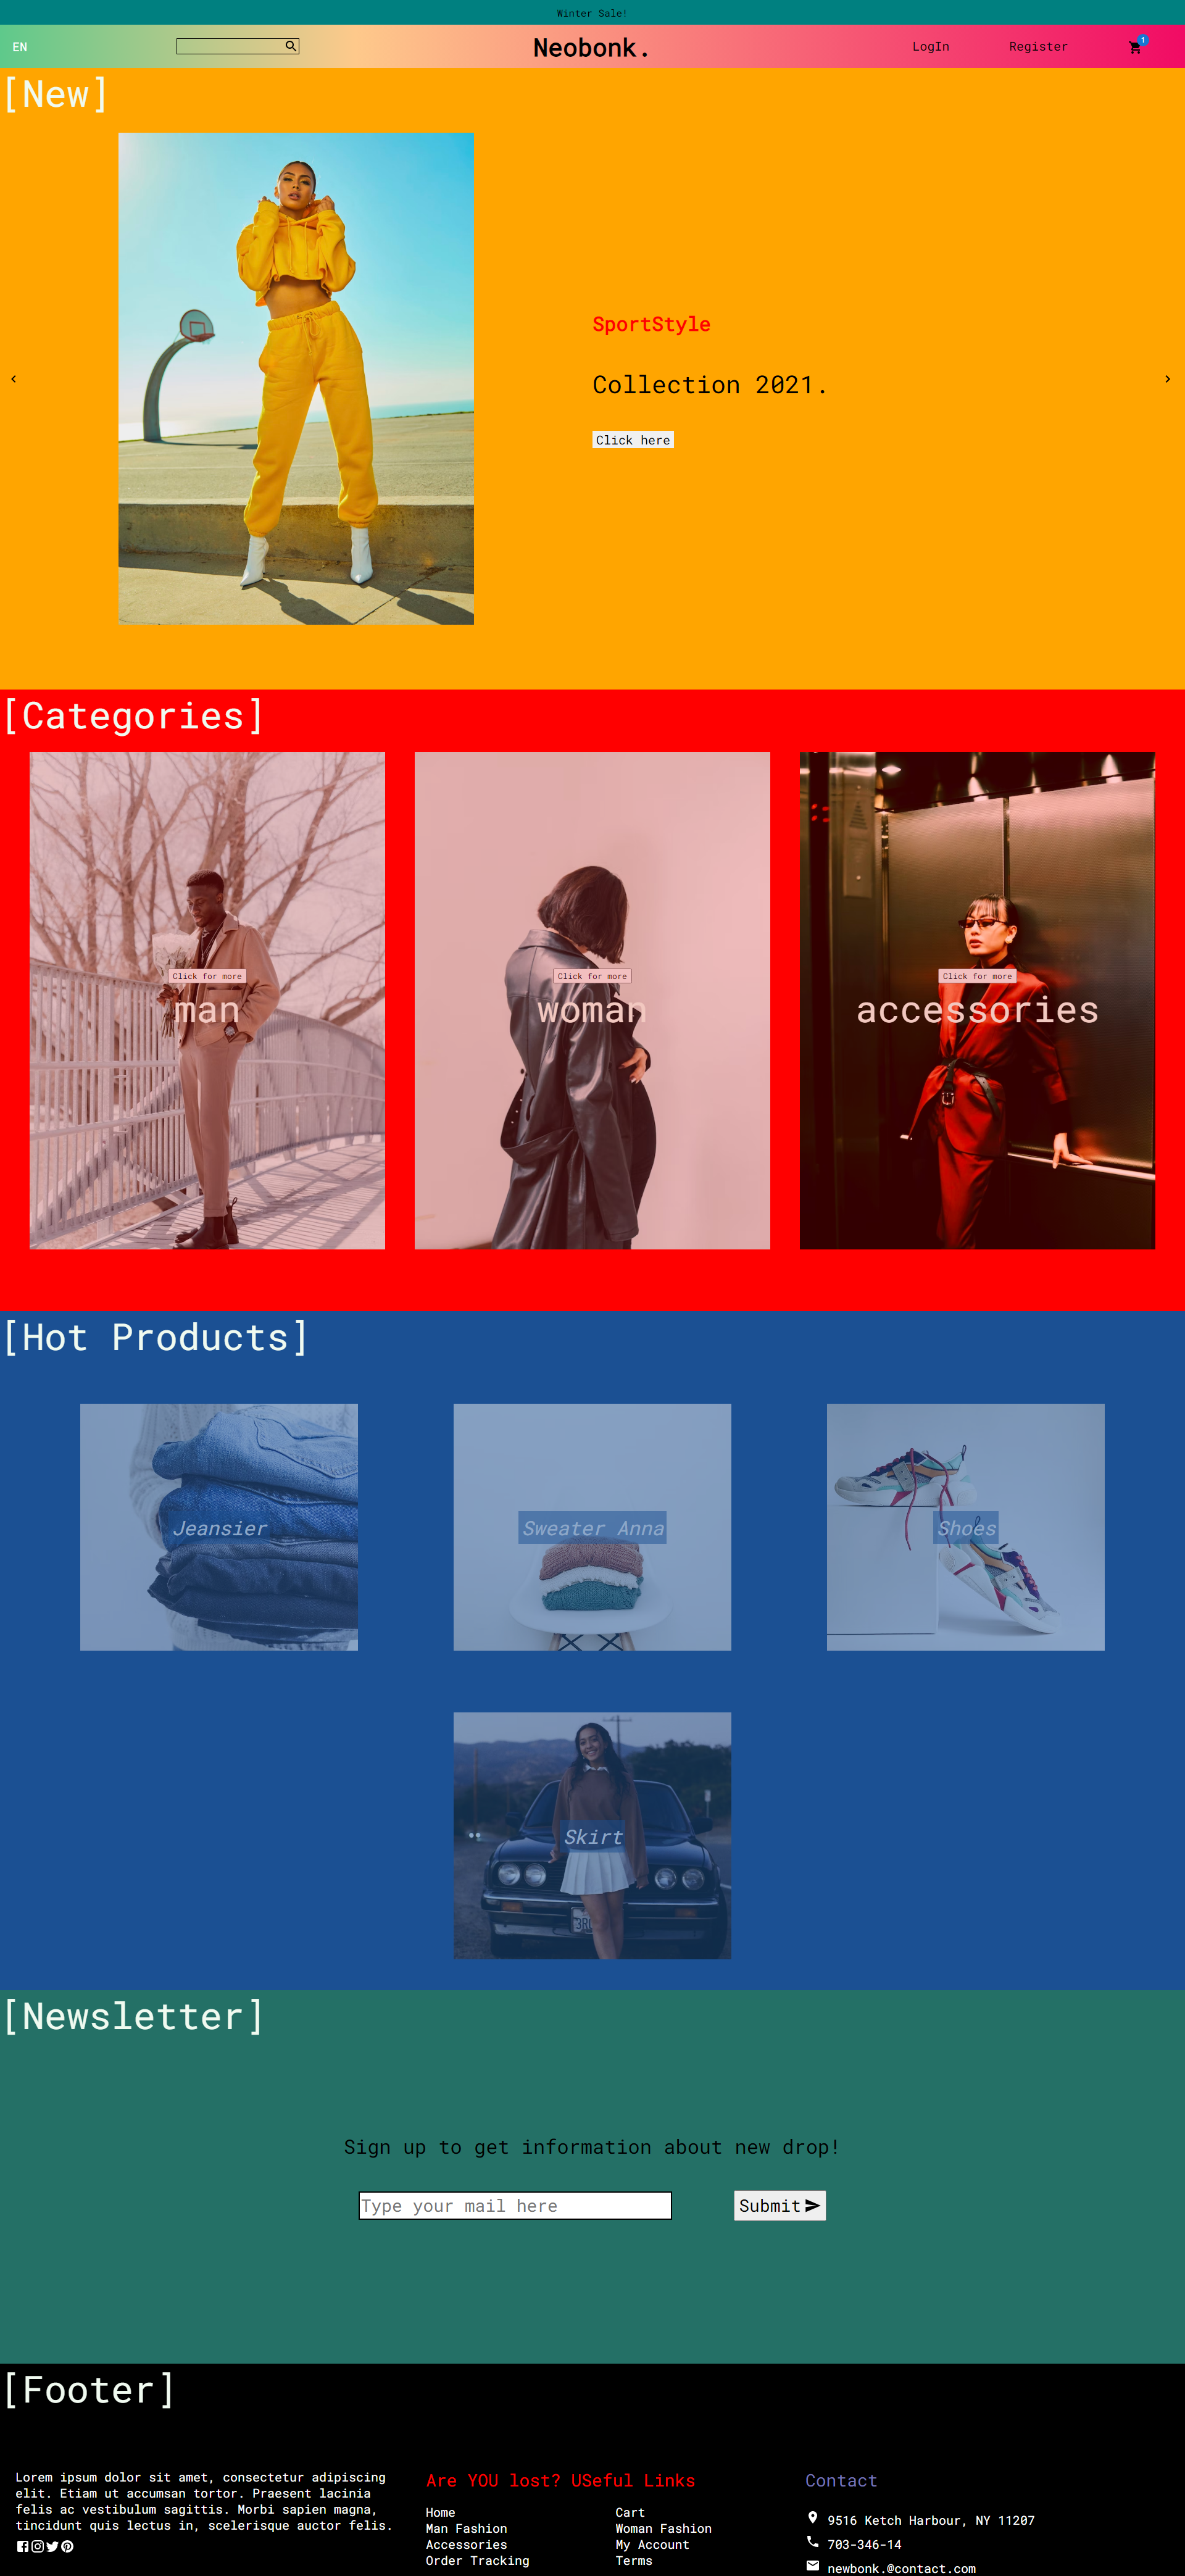 Winter Sale!
EN
Neobonk.
LogIn
Register
1
[New]
SportStyle
Collection 2021.
Click here
[Categories]
Click for more
man
Click for more
woman
Click for more
accessories
[Hot Products]
Jeansier
Sweater Anna
Shoes
Skirt
[Newsletter]
Sign up to get information about new drop!
Type your mail here
Submit
[Footer]
Lorem ipsum dolor sit amet, consectetur adipiscing
elit. Etiam ut accumsan tortor. Praesent lacinia
felis ac vestibulum sagittis. Morbi sapien magna,
tincidunt quis lectus in, scelerisque auctor felis.
Are YOU lost? USeful Links
Home
Cart
Man Fashion
Woman Fashion
Accessories
My Account
Order Tracking
Terms
Contact
9516 Ketch Harbour, NY 11207
703-346-14
newbonk.@contact.com